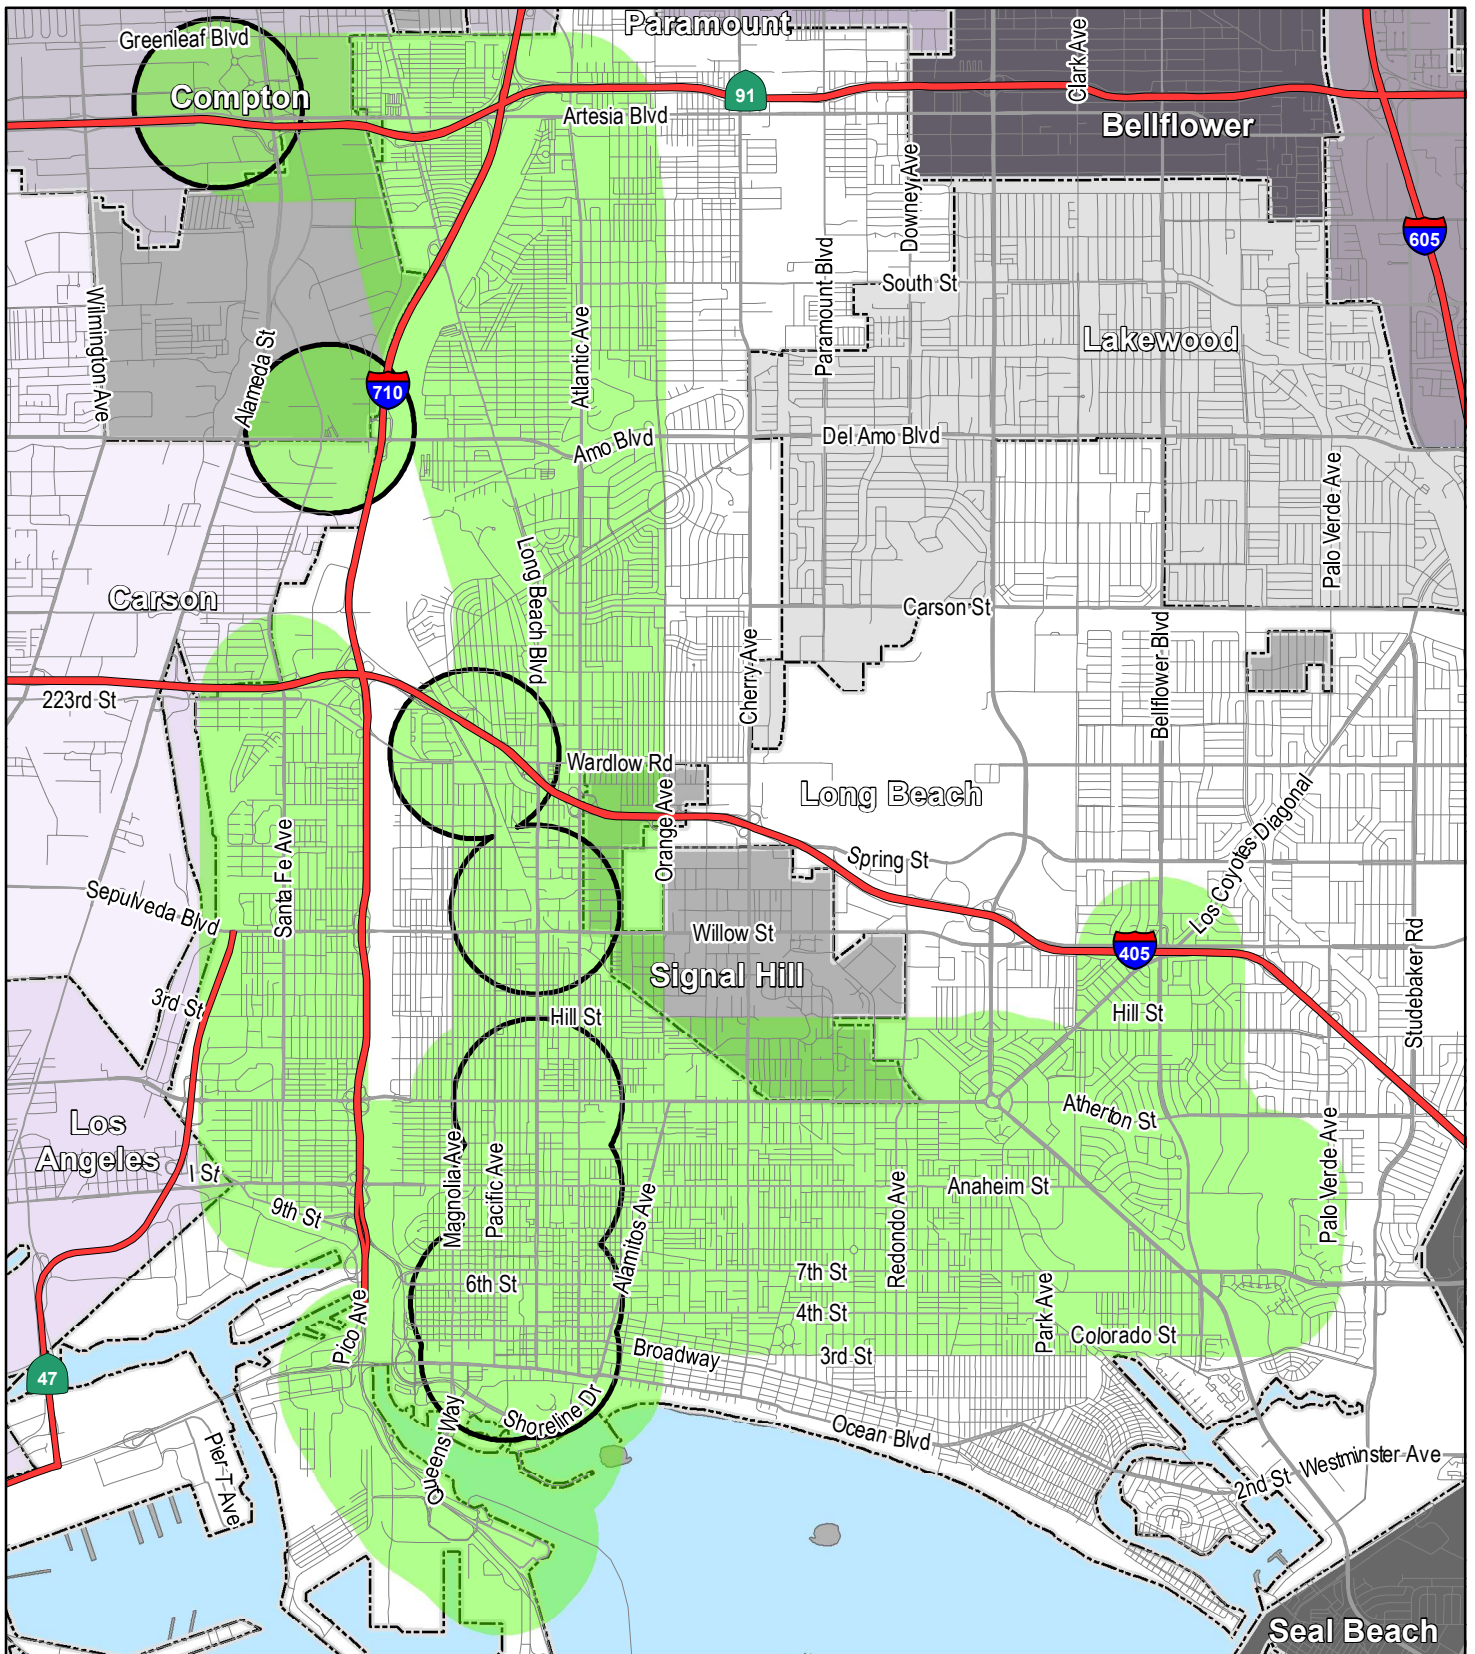 Paramount
Greenleaf Blvd
Clark Ave
Compton
91
Artesia Blvd
Bellflower
Downey Ave
605
Paramount Blvd
South St
Wilmington Ave
Alameda St
Atlantic Ave
Lakewood
710
Amo Blvd
Del Amo Blvd
Palo Verde Ave
Long Beach Blvd
Carson
Carson St
Cherry Ave
Bellflower Blvd
223rd St
Wardlow Rd
Long Beach
Orange Ave
Los Coyotes Diagonal
Santa Fe Ave
Spring St
Sepulveda Blvd
Willow St
405
Studebaker Rd
Signal Hill
3rd St
Hill St
Hill St
Los
Angeles
Atherton St
I St
Magnolia Ave
Pacific Ave
Alamitos Ave
Redondo Ave
Anaheim St
Palo Verde Ave
9th St
6th St
7th St
Park Ave
Pico Ave
4th St
Colorado St
Broadway
3rd St
47
Queens Way
Shoreline Dr
Ocean Blvd
Pier T Ave
2nd St
Westminster Ave
Seal Beach